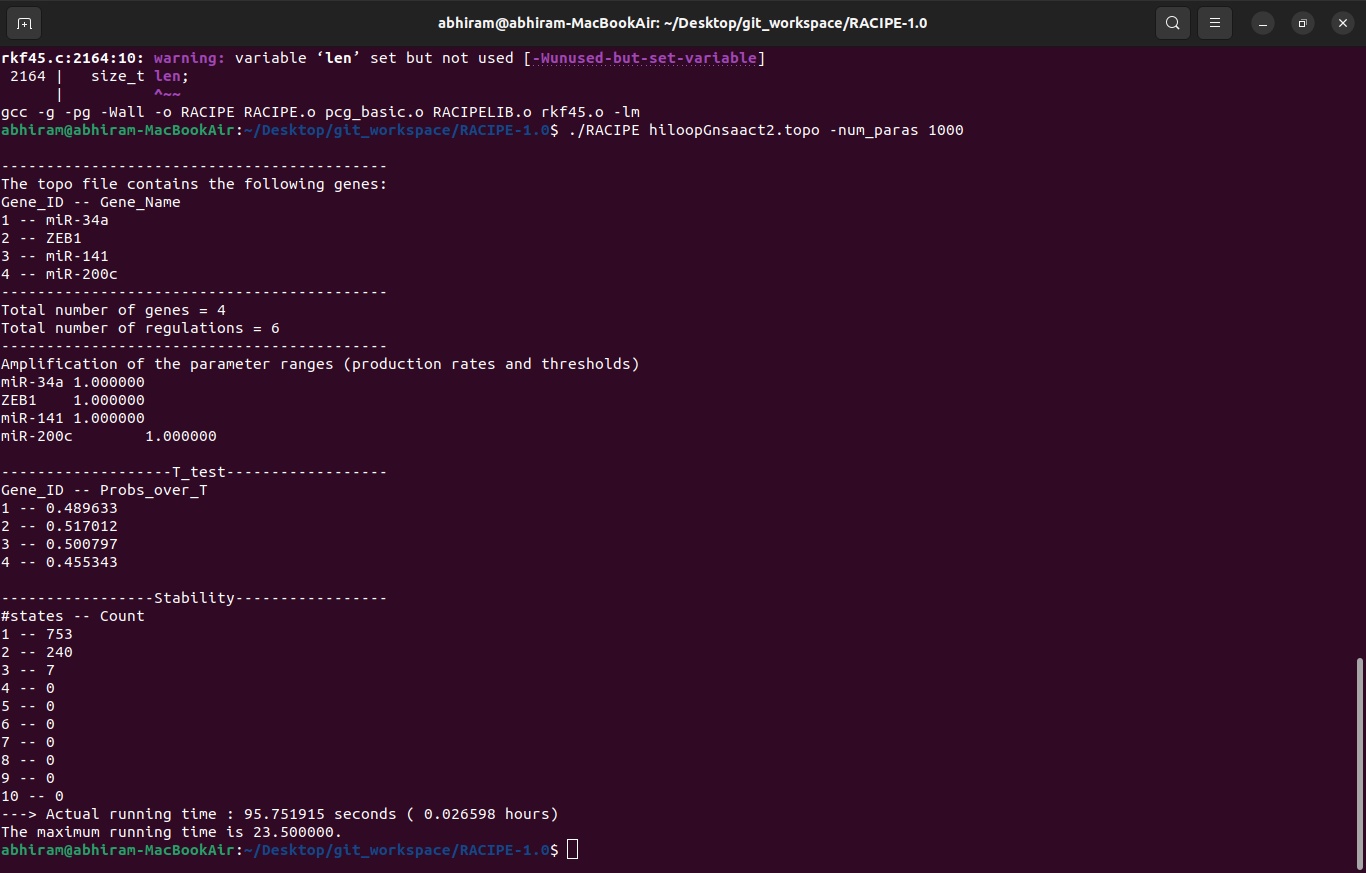 abhiram@abhiram-MacBookAir: ~/Desktop/git_workspace/RACIPE-1.0
rkf45.c:2164:10: warning: variable ‘len’ set but not used [-Wunused-but-set-variable]
 2164 |   size_t len;
      |          ^~~
gcc -g -pg -Wall -o RACIPE RACIPE.o pcg_basic.o RACIPELIB.o rkf45.o -lm
abhiram@abhiram-MacBookAir:~/Desktop/git_workspace/RACIPE-1.0$ ./RACIPE hiloopGnsaact2.topo -num_paras 1000
-------------------------------------------
The topo file contains the following genes:
Gene_ID -- Gene_Name
1 -- miR-34a
2 -- ZEB1
3 -- miR-141
4 -- miR-200c
-------------------------------------------
Total number of genes = 4
Total number of regulations = 6
-------------------------------------------
Amplification of the parameter ranges (production rates and thresholds)
miR-34a 1.000000
ZEB1    1.000000
miR-141 1.000000
miR-200c        1.000000
-------------------T_test------------------
Gene_ID -- Probs_over_T
1 -- 0.489633
2 -- 0.517012
3 -- 0.500797
4 -- 0.455343
-----------------Stability-----------------
#states -- Count
1 -- 753
2 -- 240
3 -- 7
4 -- 0
5 -- 0
6 -- 0
7 -- 0
8 -- 0
9 -- 0
10 -- 0
---> Actual running time : 95.751915 seconds ( 0.026598 hours)
The maximum running time is 23.500000.
abhiram@abhiram-MacBookAir:~/Desktop/git_workspace/RACIPE-1.0$